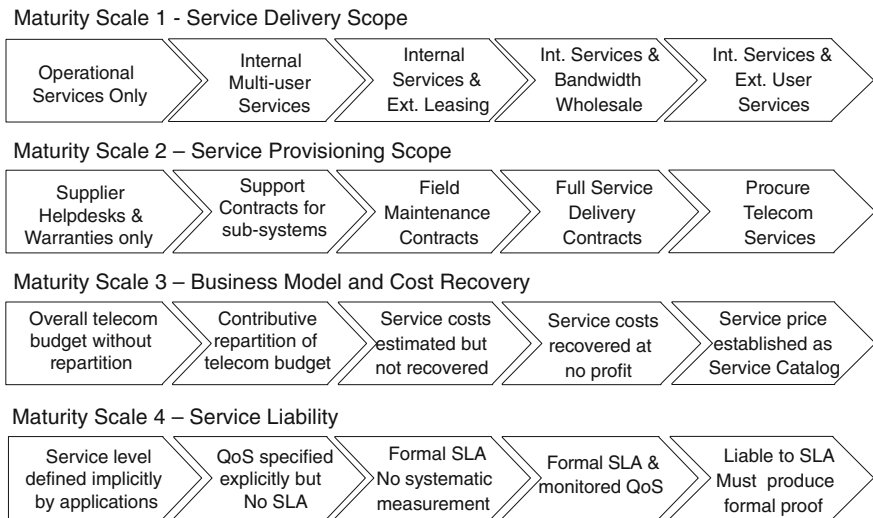 Maturity Scale 1 - Service Delivery Scope
Operational
Services Only
Internal
Multi-user
Services
Internal
Services &
Ext. Leasing
Int. Services &
Bandwidth
Wholesale
Int. Services &
Ext. User
Services
Maturity Scale 2 – Service Provisioning Scope
Supplier
Helpdesks &
Warranties only
Support
Contracts for
sub-systems
Field
Maintenance
Contracts
Full Service
Delivery
Contracts
Procure
Telecom
Services
Maturity Scale 3 – Business Model and Cost Recovery
Overall telecom
budget without
repartition
Contributive
repartition of
telecom budget
Service costs
estimated but
not recovered
Service costs
recovered at
no profit
Service price
established as
Service Catalog
Maturity Scale 4 – Service Liability
Service level
defined implicitly
by applications
QoS specified
explicitly but
No SLA
Formal SLA
No systematic
measurement
Formal SLA &
monitored QoS
Liable to SLA
Must produce
formal proof